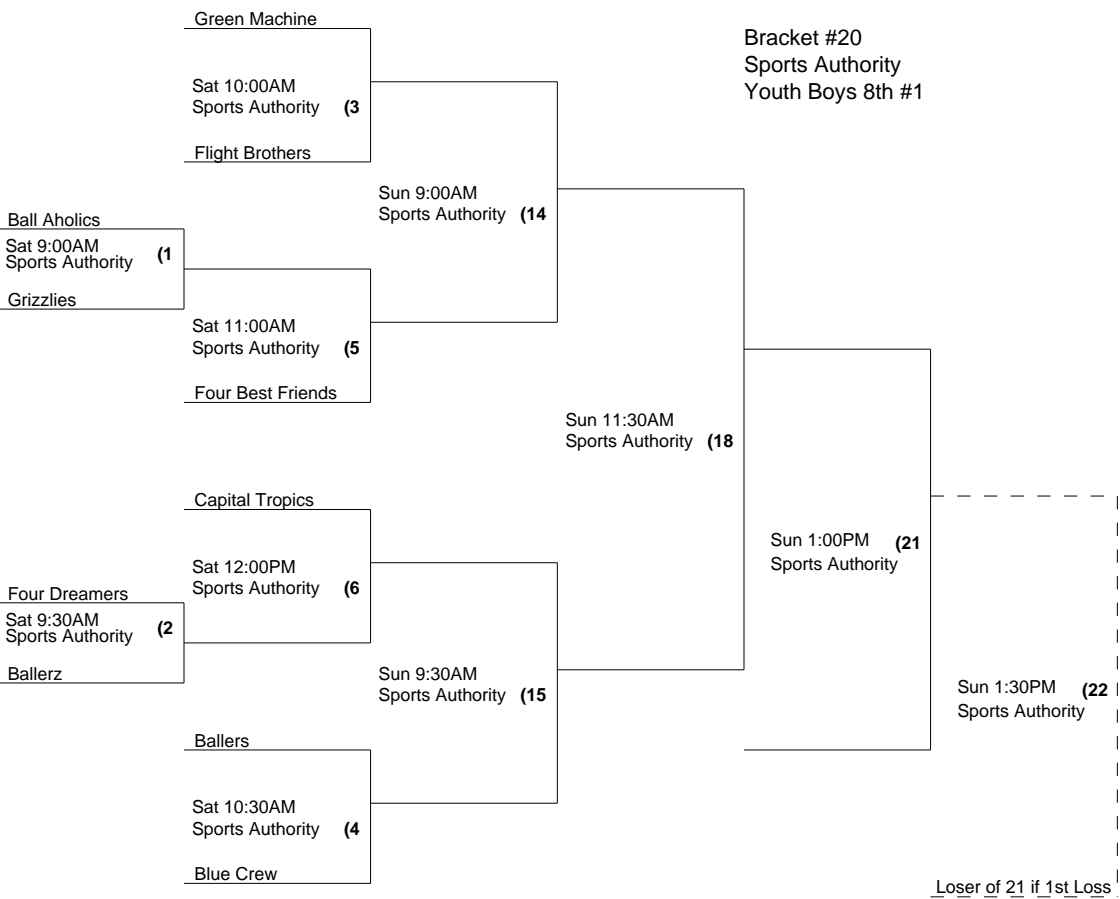 Green Machine
Bracket #20
Sports Authority
Youth Boys 8th #1
Sat 10:00AM
Sports Authority (3
Flight Brothers
Sun 9:00AM
Sports Authority (14
Ball Aholics
Sat 9:00AM
Sports Authority (1
Grizzlies
Sat 11:00AM
Sports Authority (5
Four Best Friends
Sun 11:30AM
Sports Authority (18
Capital Tropics
Sun 1:00PM (21
Sports Authority
Sat 12:00PM
Sports Authority (6
Four Dreamers
Sat 9:30AM
Sports Authority (2
Ballerz
Sun 9:30AM
Sports Authority (15
Sun 1:30PM (22
Sports Authority
Ballers
Sat 10:30AM
Sports Authority (4
Blue Crew
Loser of 21 if 1st Loss